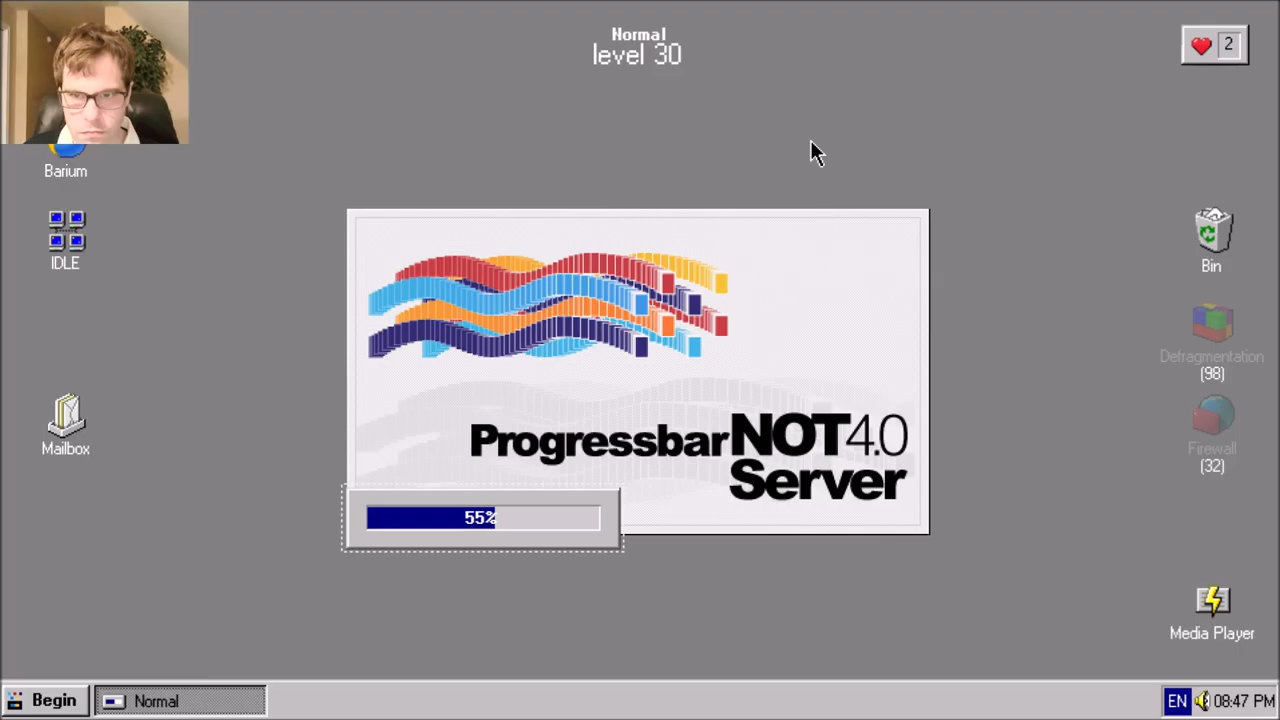 Normal
level 30
2
Barium
IDLE
Bin
Defragmentation
(98)
Mailbox
Firewall
(32)
ProgressbarNOT4.0
Server
55%
Media Player
Begin
Normal
EN
08:47 PM